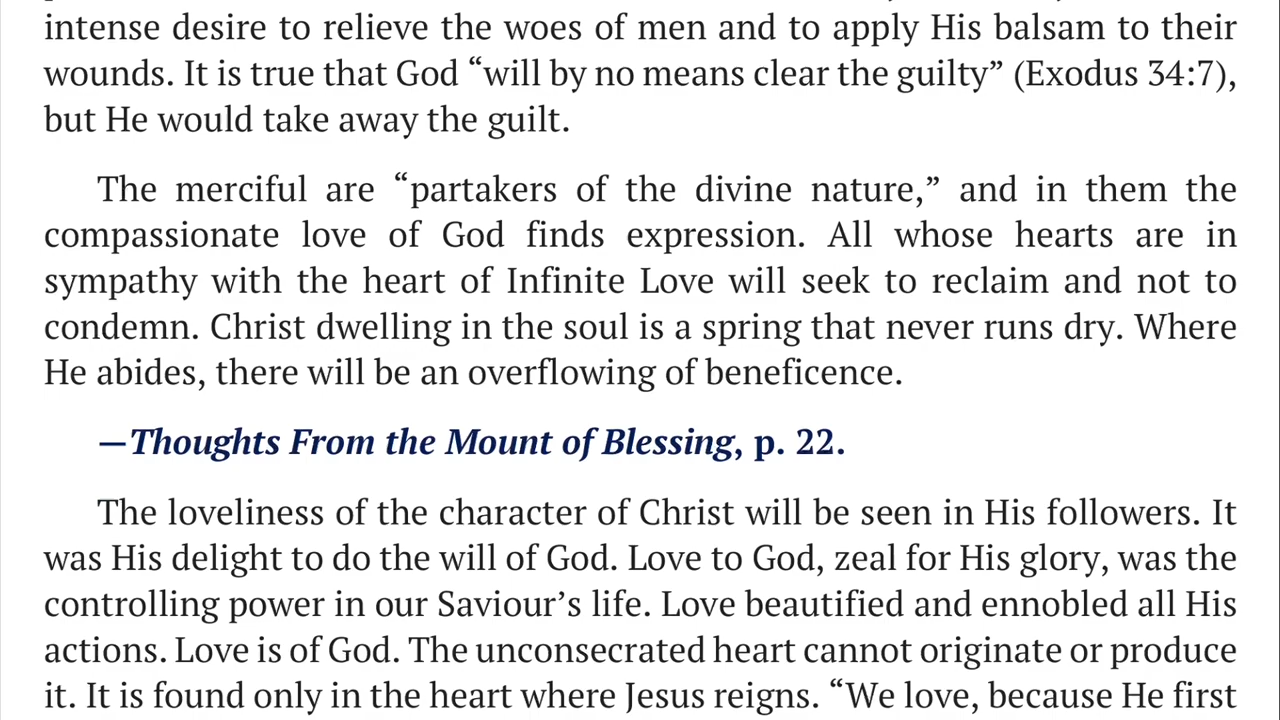 intense desire to relieve the woes of men and to apply His balsam to their
wounds. It is true that God “will by no means clear the guilty” (Exodus 34:7),
but He would take away the guilt.
The merciful are “partakers of the divine nature,” and in them the
compassionate love of God finds expression. All whose hearts are in
sympathy with the heart of Infinite Love will seek to reclaim and not to
condemn. Christ dwelling in the soul is a spring that never runs dry. Where
He abides, there will be an overflowing of beneficence.
—Thoughts From the Mount of Blessing, p. 22.
The loveliness of the character of Christ will be seen in His followers. It
was His delight to do the will of God. Love to God, zeal for His glory, was the
controlling power in our Saviour’s life. Love beautified and ennobled all His
actions. Love is of God. The unconsecrated heart cannot originate or produce
it. It is found only in the heart where Jesus reigns. “We love, because He first